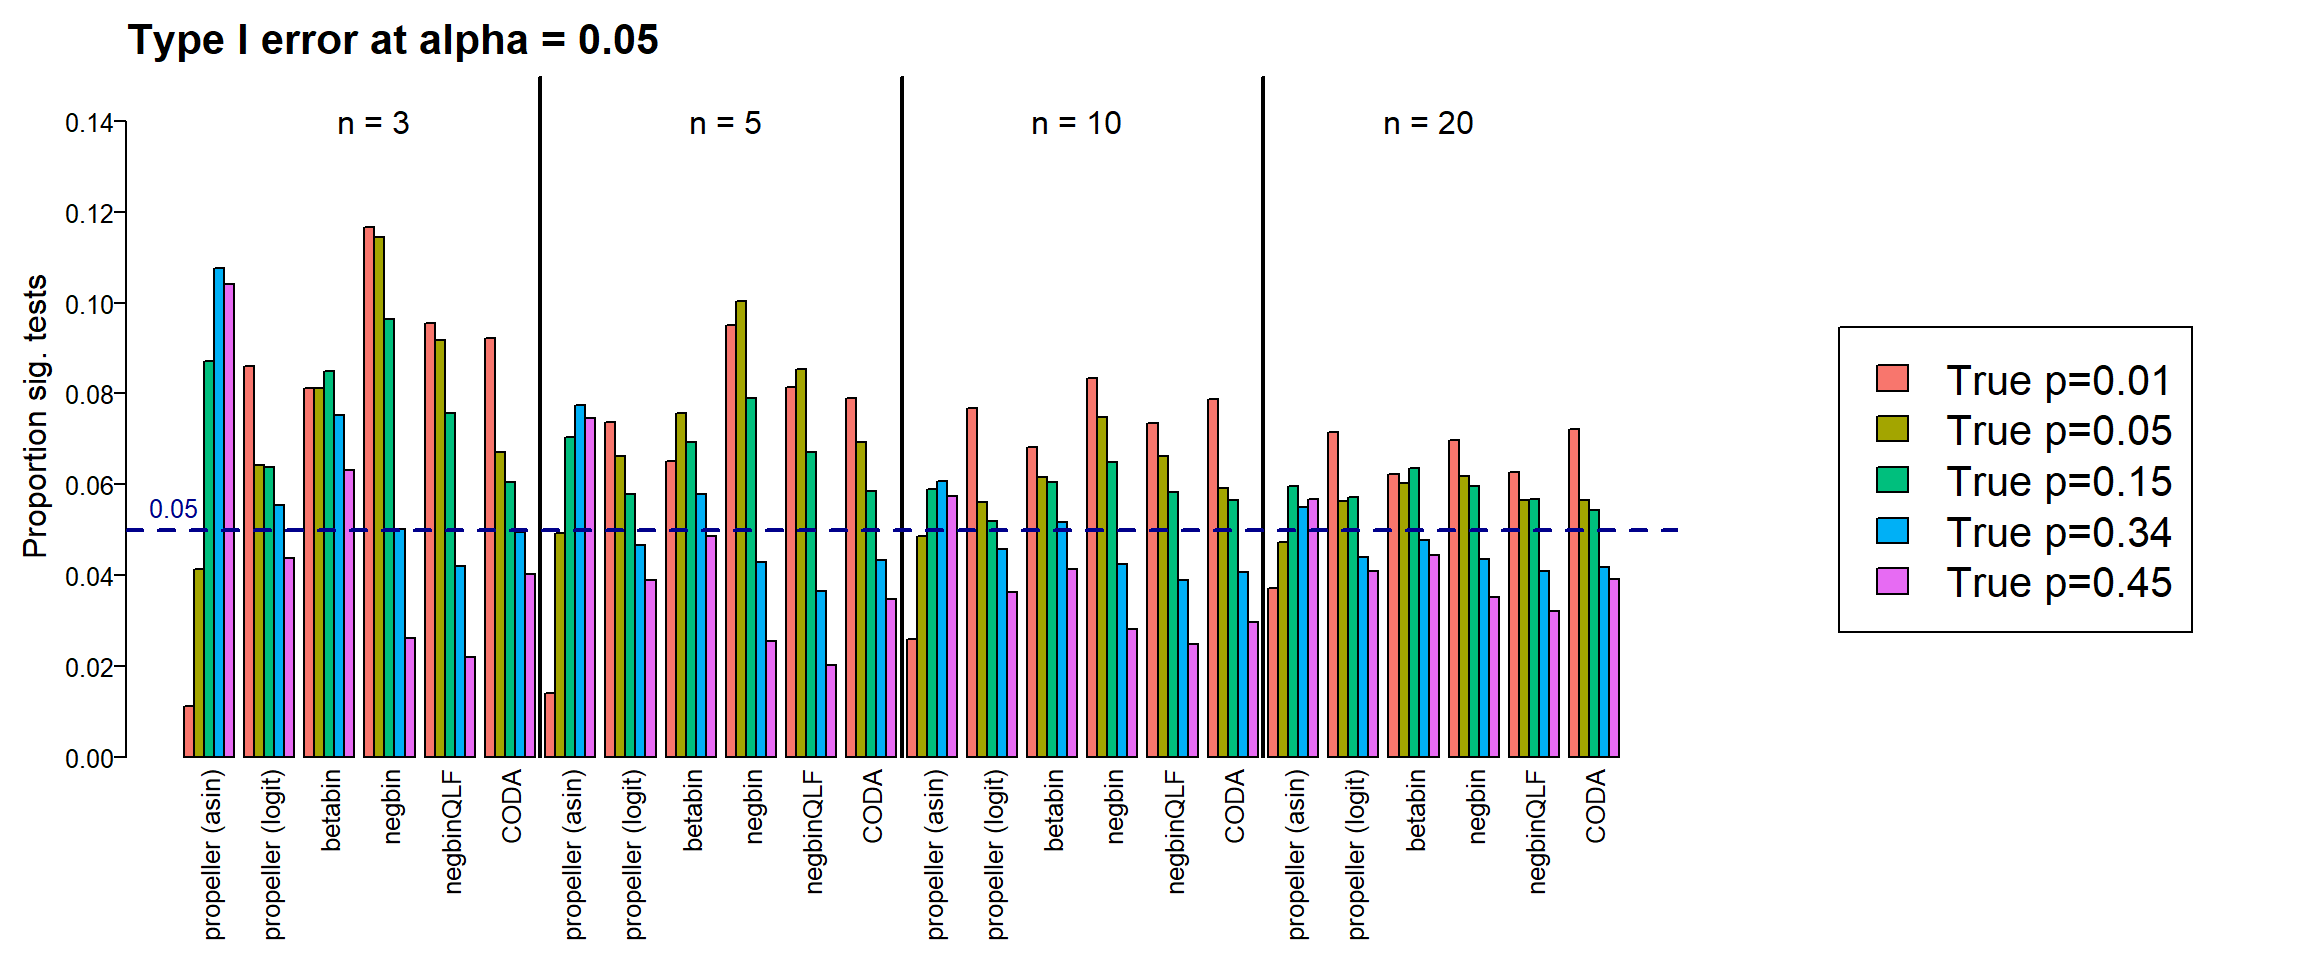 Type I error at alpha = 0.05
n = 3
n = 5
n = 10
n = 20
Proportion sig. tests
0.14
0.12
0.10
0.08
0.06
0.04
0.02
0.00
0.05
propeller (asin)
propeller (logit)
betabin
negbin
negbinQLF
CODA
propeller (asin)
propeller (logit)
betabin
negbin
negbinQLF
CODA
propeller (asin)
propeller (logit)
betabin
negbin
negbinQLF
CODA
propeller (asin)
propeller (logit)
betabin
negbin
negbinQLF
CODA
True p=0.01
True p=0.05
True p=0.15
True p=0.34
True p=0.45